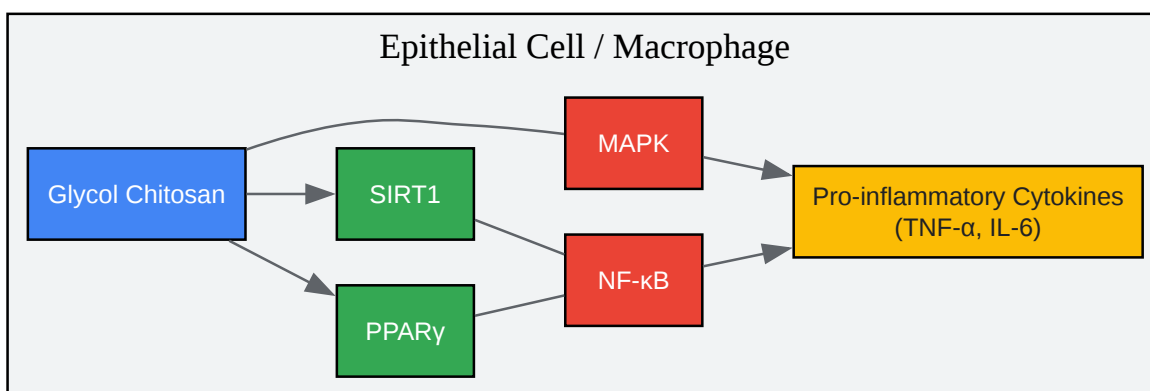 Epithelial Cell / Macrophage
MAPK
Glycol Chitosan
SIRT1
Pro-inflammatory Cytokines
(TNF-α, IL-6)
NF-κB
PPARγ